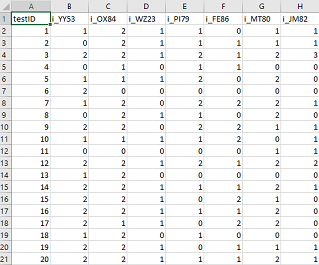 A B C D E F G H
1 testID i_YY53 i_OX84 i_WZ23 i_PI79 i_FE86 i_MT80 i_JM82
2 1 1 2 1 1 0 1 1
3 2 0 2 1 1 1 1 1
4 3 2 2 1 2 1 2 3
5 4 0 1 0 1 1 0 0
6 5 1 1 1 2 0 1 0
7 6 2 0 0 0 0 0 0
8 7 1 2 0 2 2 1 1
9 8 0 2 1 1 0 0 0
10 9 2 2 0 2 2 1 1
11 10 1 1 1 1 2 0 1
12 11 0 0 0 0 0 1 1
13 12 2 2 1 2 1 2 2
14 13 1 2 0 0 0 0 0
15 14 2 2 1 1 1 2 1
16 15 2 2 0 2 1 0 0
17 16 1 2 1 1 1 2 0
18 17 2 1 1 0 2 2 0
19 18 1 0 0 1 1 0 0
20 19 2 2 1 0 1 1 1
21 20 2 2 1 1 1 2 0